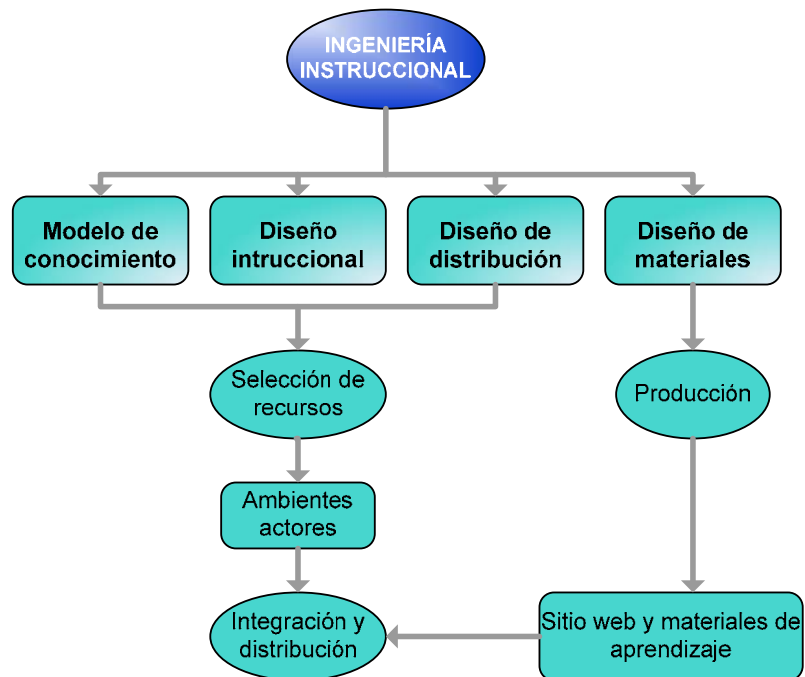 INGENIERÍA
INSTRUCCIONAL
Modelo de
conocimiento
Diseño
intruccional
Diseño de
distribución
Diseño de
materiales
Selección de
recursos
Producción
Ambientes
actores
Integración y
distribución
Sitio web y materiales de
aprendizaje